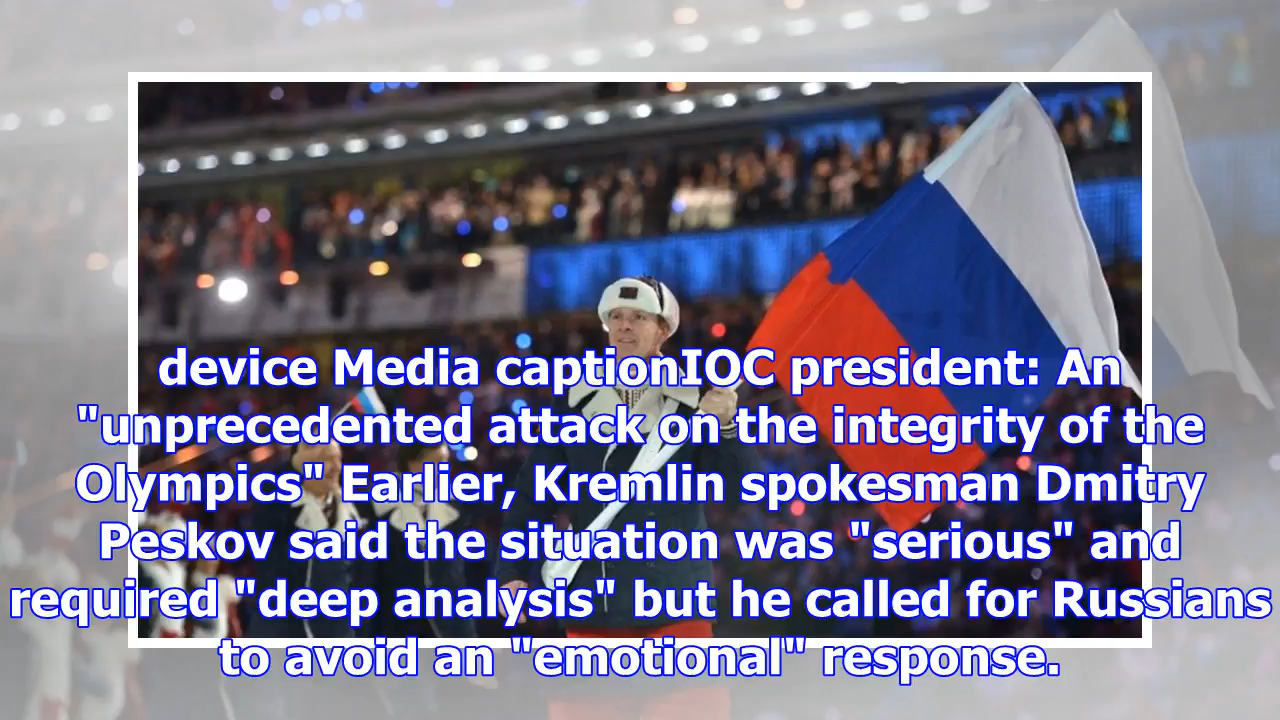 device Media captionIOC president: An
"unprecedented attack on the integrity of the
Olympics" Earlier, Kremlin spokesman Dmitry
Peskov said the situation was "serious" and
required "deep analysis" but he called for Russians
to avoid an "emotional" response.